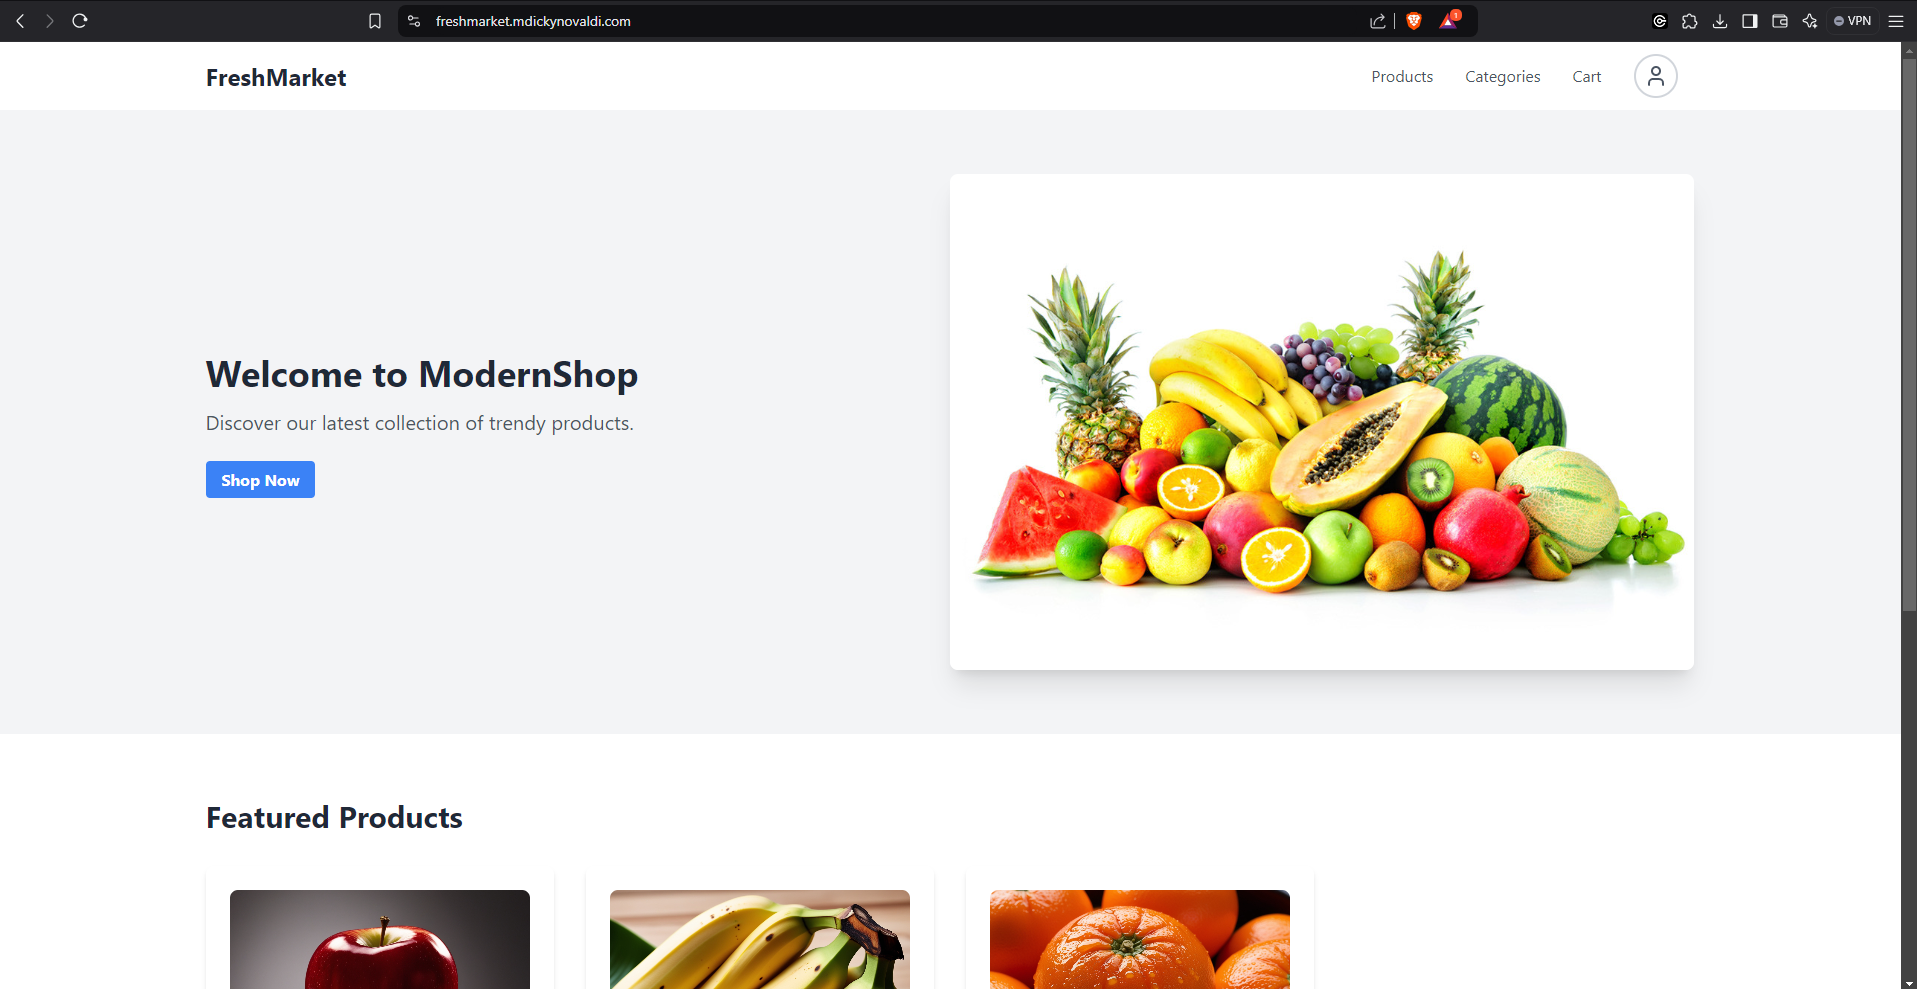 freshmarket.mdickynovaldi.com
1
VPN
FreshMarket
Products
Categories
Cart
Welcome to ModernShop
Discover our latest collection of trendy products.
Shop Now
Featured Products